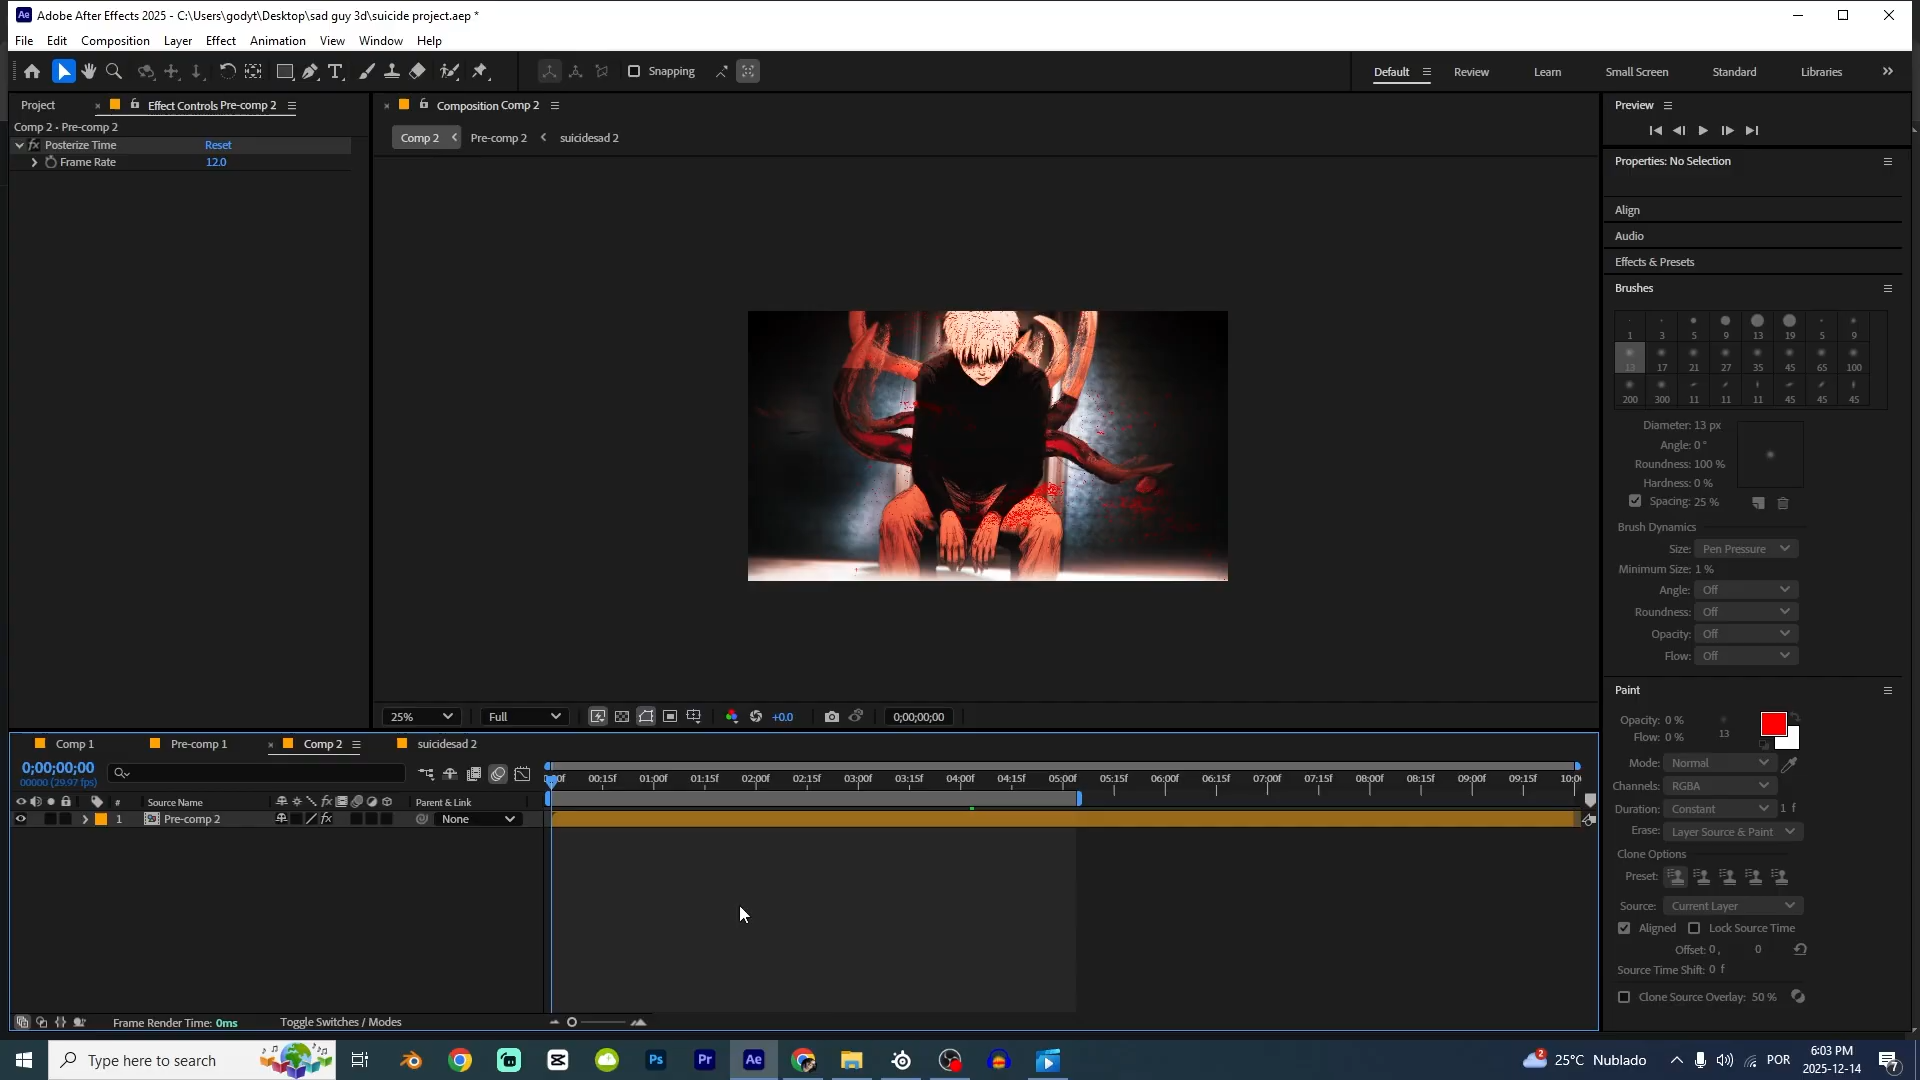 Adobe After Effects 2025 - C:\Users\godyt\Desktop\sad guy 3d\suicide project.aep *
File Edit Composition Layer Effect Animation View Window Help
Snapping
Default Review Learn Small Screen Standard Libraries
Project Effect Controls Pre-comp 2
Comp 2 • Pre-comp 2
fx Posterize Time Reset
Frame Rate 12.0
Composition Comp 2
Comp 2 Pre-comp 2 suicidesad 2
Preview
Properties: No Selection
Align
Audio
Effects & Presets
Brushes
1 3 5 9 13 19 5 9
13 17 21 27 35 45 65 100
200 300 11 11 11 45 45 45
Diameter: 13 px
Angle: 0 °
Roundness: 100 %
Hardness: 0 %
Spacing: 25 %
Brush Dynamics
Size: Pen Pressure
Minimum Size: 1 %
Angle: Off
Roundness: Off
Opacity: Off
Flow: Off
Paint
Opacity: 0 %
Flow: 0 %
13
Mode: Normal
Channels: RGBA
Duration: Constant 1 f
Erase: Layer Source & Paint
Clone Options
Preset:
Source: Current Layer
Aligned Lock Source Time
Offset: 0 , 0
Source Time Shift: 0 f
Clone Source Overlay: 50 %
25% Full +0.0 0;00;00;00
Comp 1 Pre-comp 1 Comp 2 suicidesad 2
0;00;00;00
00000 (29.97 fps)
00:15f 01:00f 01:15f 02:00f 02:15f 03:00f 03:15f 04:00f 04:15f 05:00f 05:15f 06:00f 06:15f 07:00f 07:15f 08:00f 08:15f 09:00f 09:15f 10:0
# Source Name fx Parent & Link
1 Pre-comp 2 fx None
Frame Render Time: 0ms Toggle Switches / Modes
Type here to search
Ps Pr Ae
2
25°C Nublado
POR
6:03 PM
2025-12-14
7